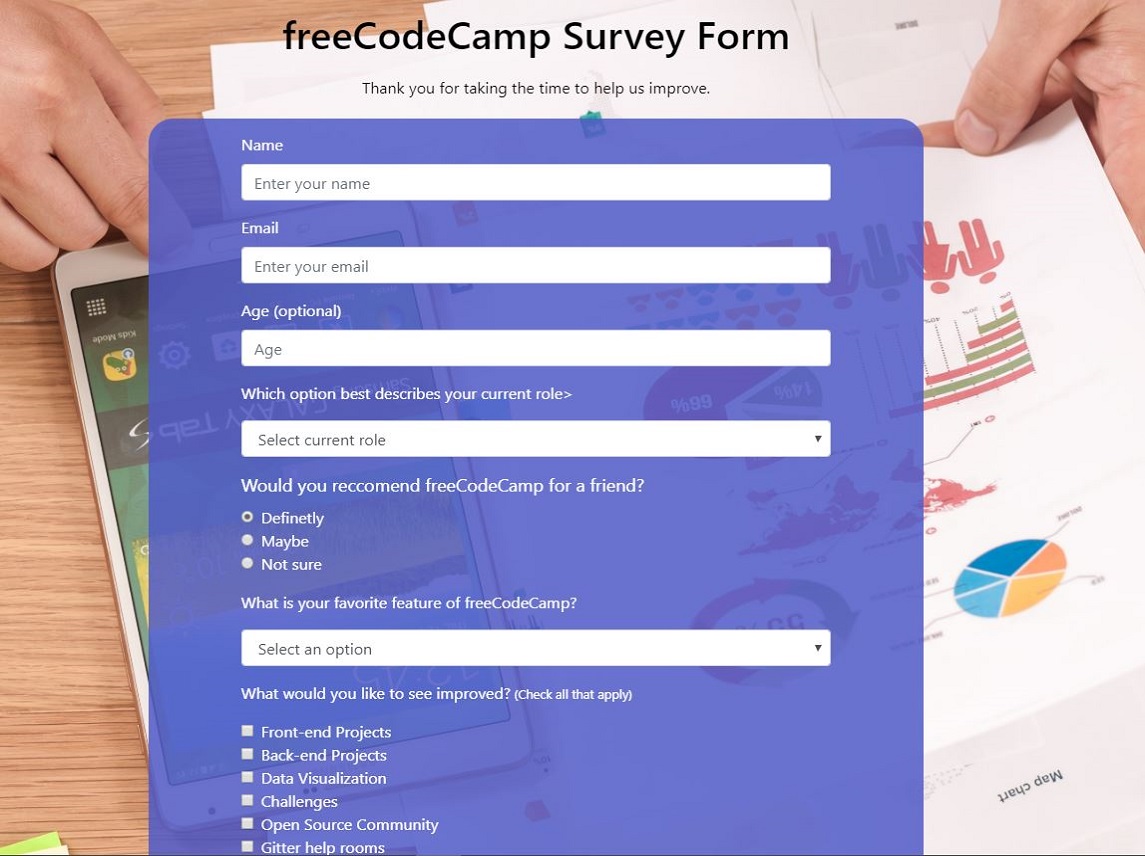 freeCodeCamp Survey Form
Thank you for taking the time to help us improve.
Name
Enter your name
Email
Enter your email
Age (optional)
Age
Which option best describes your current role>
Select current role
Would you reccomend freeCodeCamp for a friend?
Definetly
Maybe
Not sure
What is your favorite feature of freeCodeCamp?
Select an option
What would you like to see improved? (Check all that apply)
Front-end Projects
Back-end Projects
Data Visualization
Challenges
Open Source Community
Gitter help rooms
Kids Mode
GALAXY Tab
14%
66%
12:45
Map chart